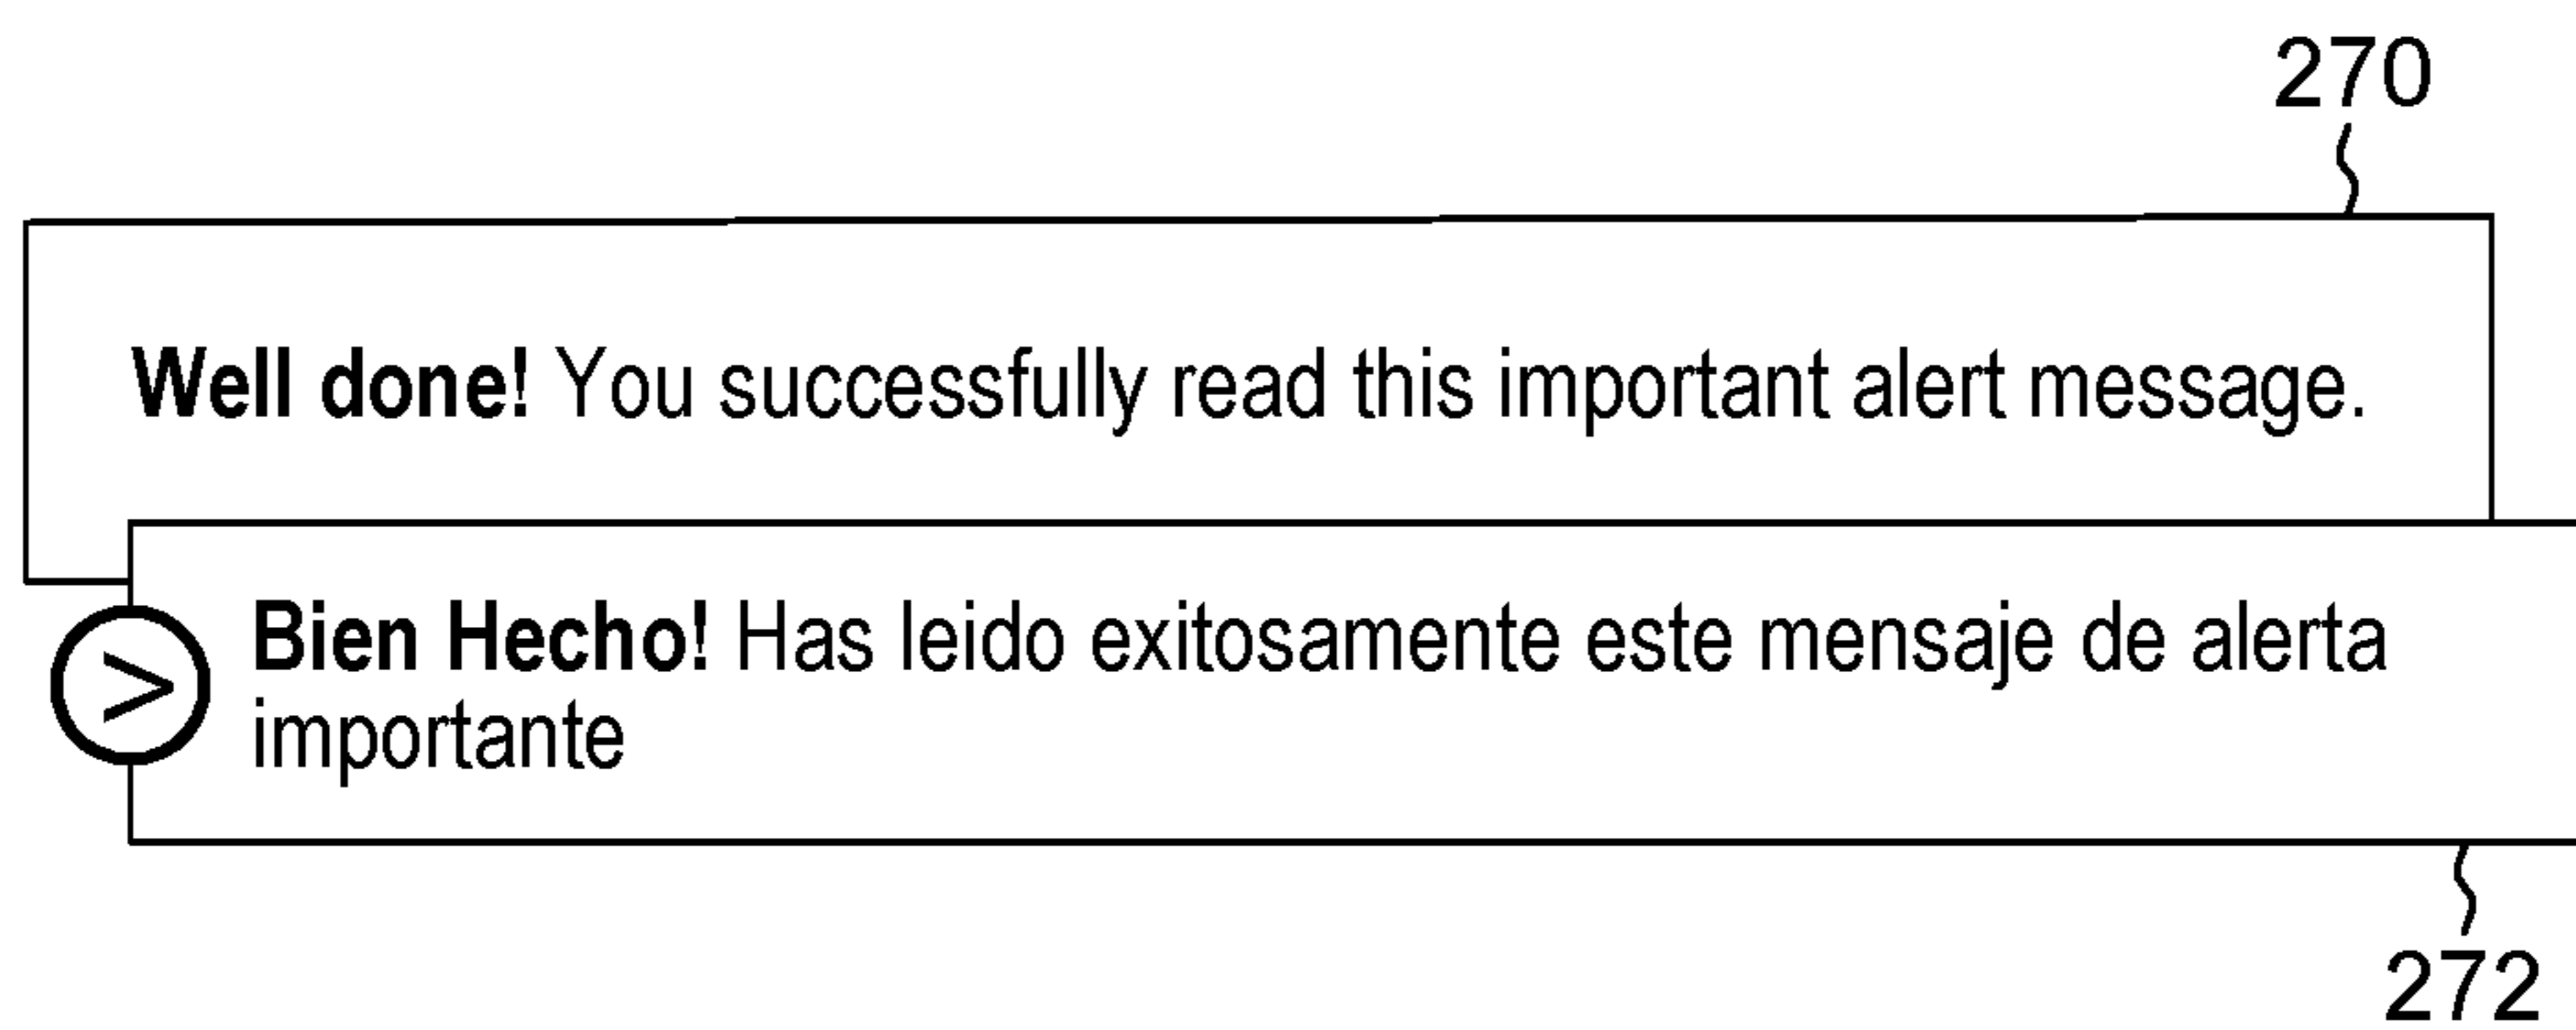 270
Well done! You successfully read this important alert message.
Bien Hecho! Has leido exitosamente este mensaje de alerta
>
importante
272